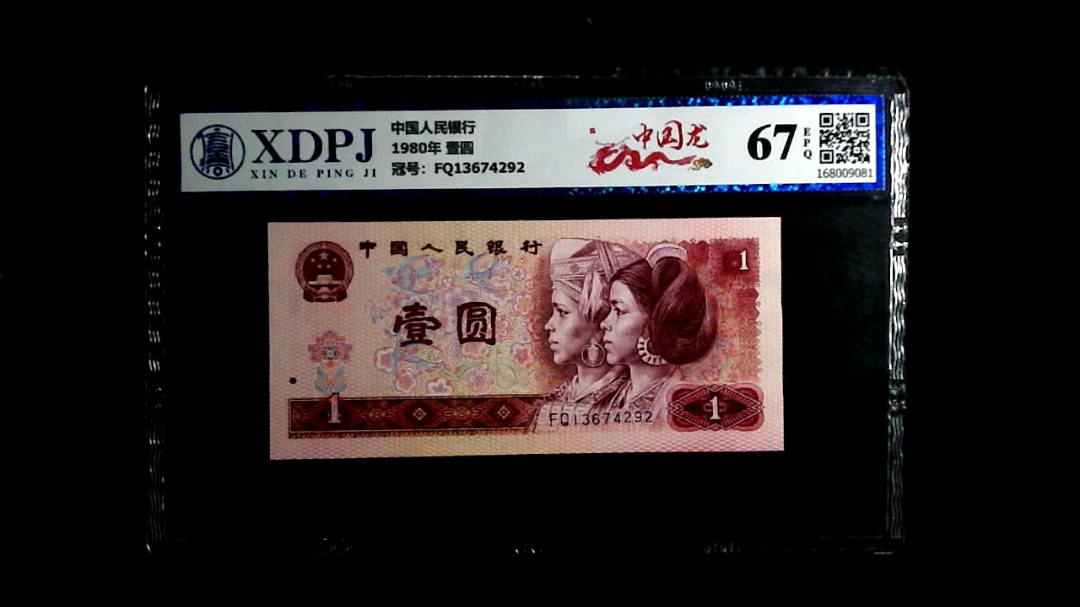 XDPJ
XIN DE PING JI
中国人民银行
1980年 壹圆
冠号：FQ13674292
中国龙
67
EPQ
168009081
中国人民银行
1
壹圆
1
FQ13674292
1